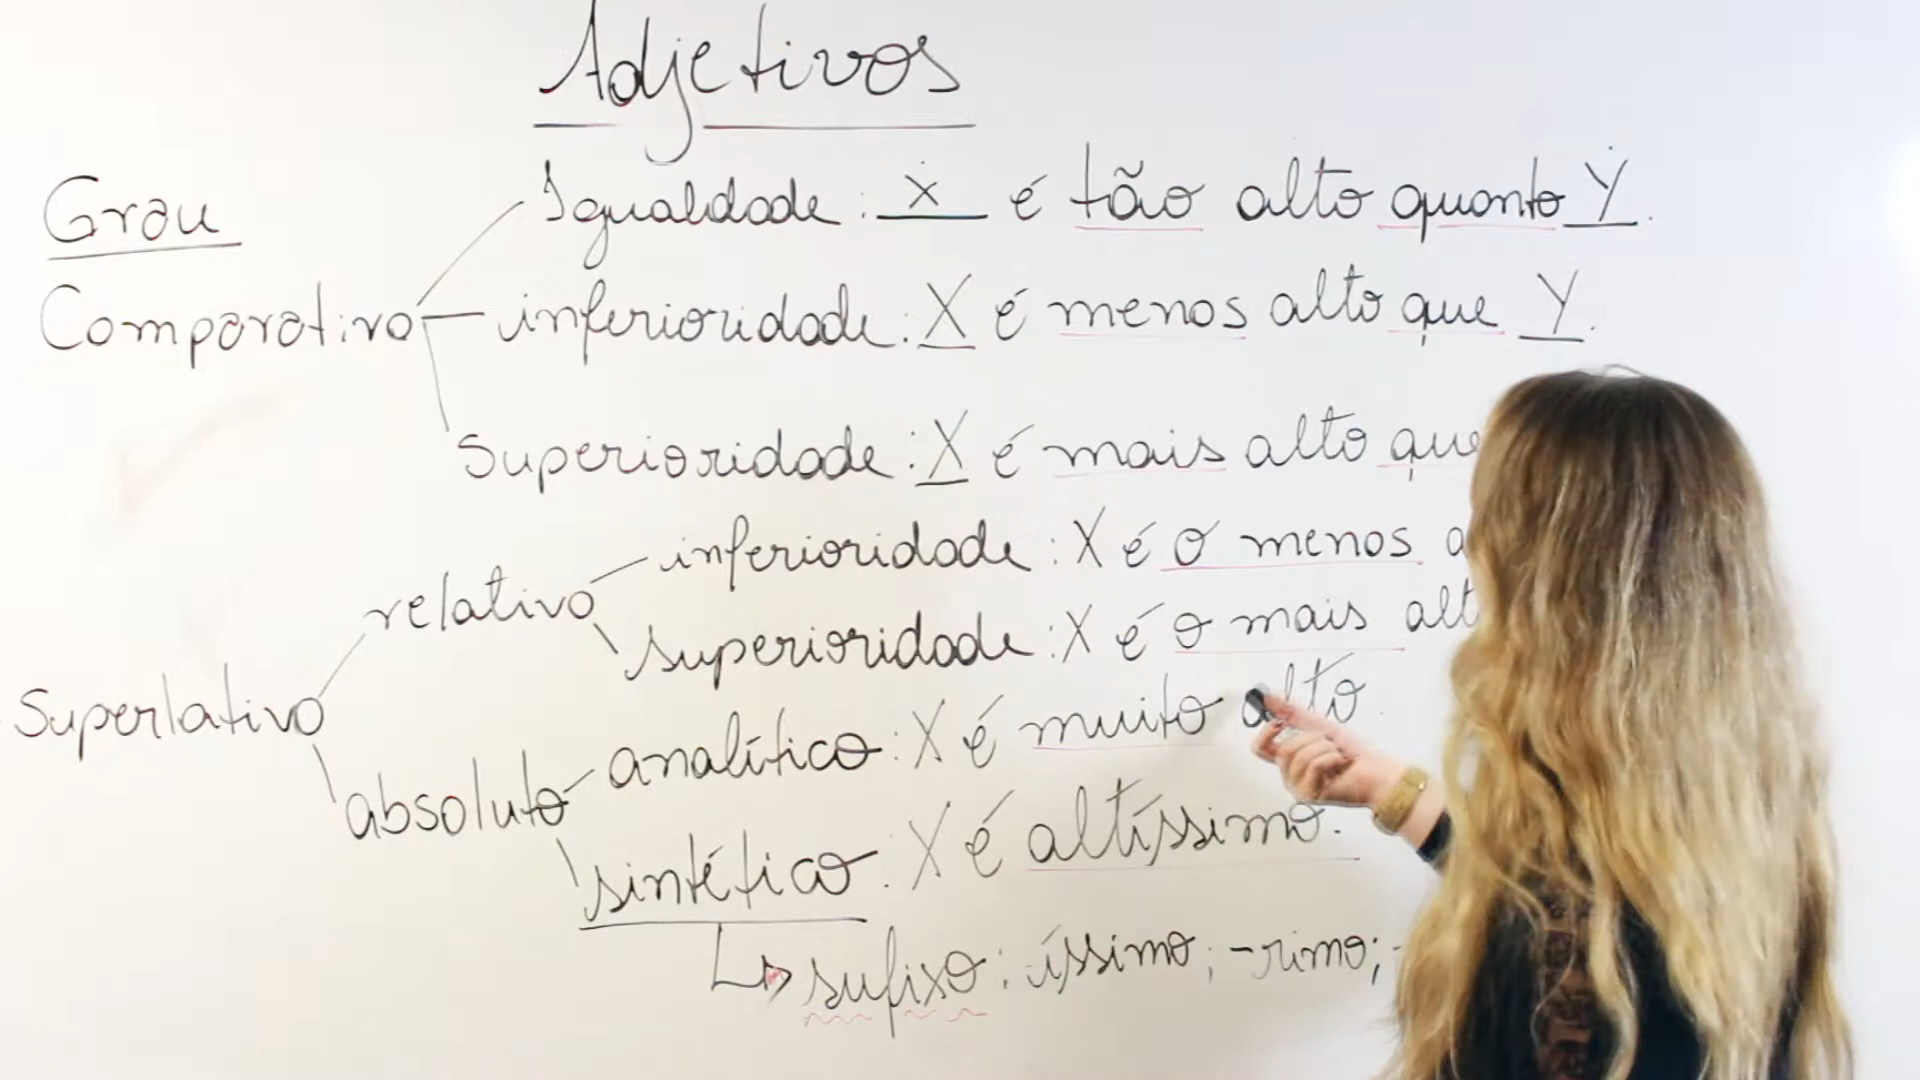 Adjetivos
Grau
Igualdade: X é tão alto quanto Y.
Comparativo
inferioridade: X é menos alto que Y.
Superioridade: X é mais alto que
relativo
inferioridade: X é o menos a
superioridade: X é o mais alt
Superlativo
absoluto
analítico: X é muito alto.
sintético: X é altíssimo.
sufixo: íssimo; -rimo; -